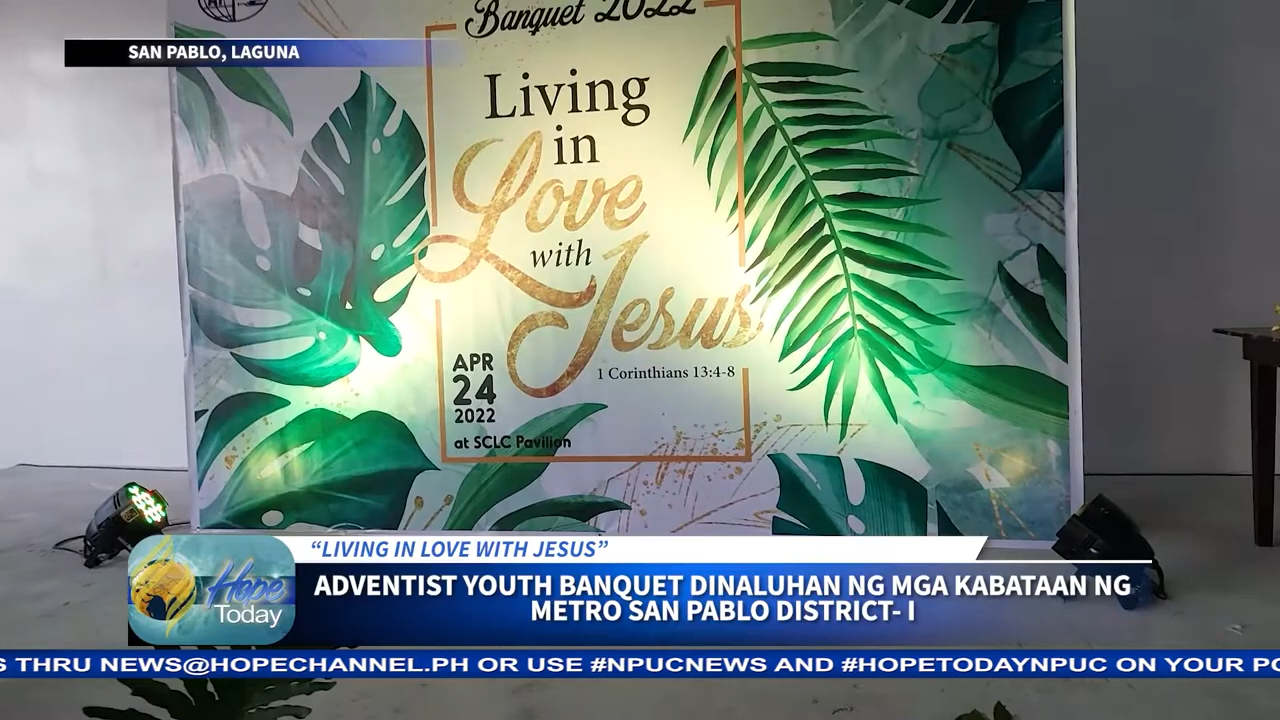 Banquet 2022
SAN PABLO, LAGUNA
Living
in
Love
with
Jesus
1 Corinthians 13:4-8
APR
24
2022
at SCLC Pavilion
“LIVING IN LOVE WITH JESUS”
Hope
Today
ADVENTIST YOUTH BANQUET DINALUHAN NG MGA KABATAAN NG
METRO SAN PABLO DISTRICT- I
THRU NEWS@HOPECHANNEL.PH OR USE #NPUCNEWS AND #HOPETODAYNPUC ON YOUR